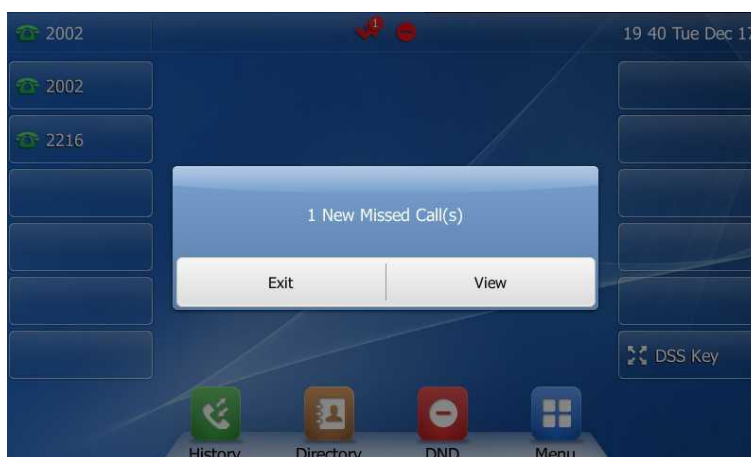 2002
1
19 40 Tue Dec 17
2002
2216
1 New Missed Call(s)
Exit
View
DSS Key
History
Directory
DND
Menu